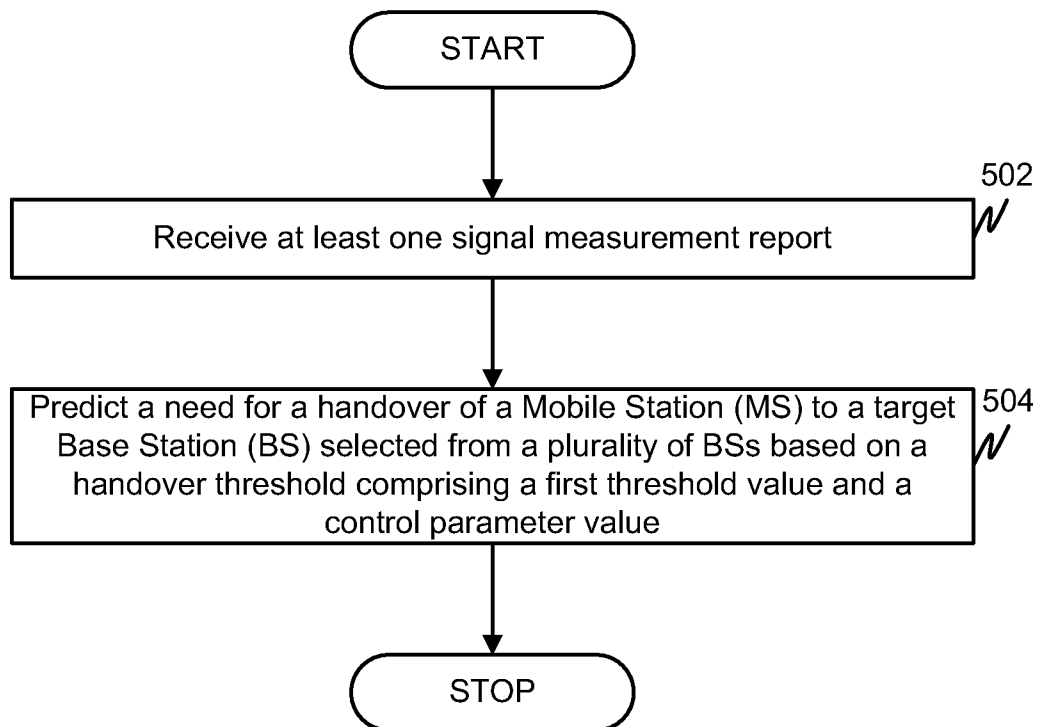 START
502
Receive at least one signal measurement report
504
Predict a need for a handover of a Mobile Station (MS) to a target
Base Station (BS) selected from a plurality of BSs based on a
handover threshold comprising a first threshold value and a
control parameter value
STOP